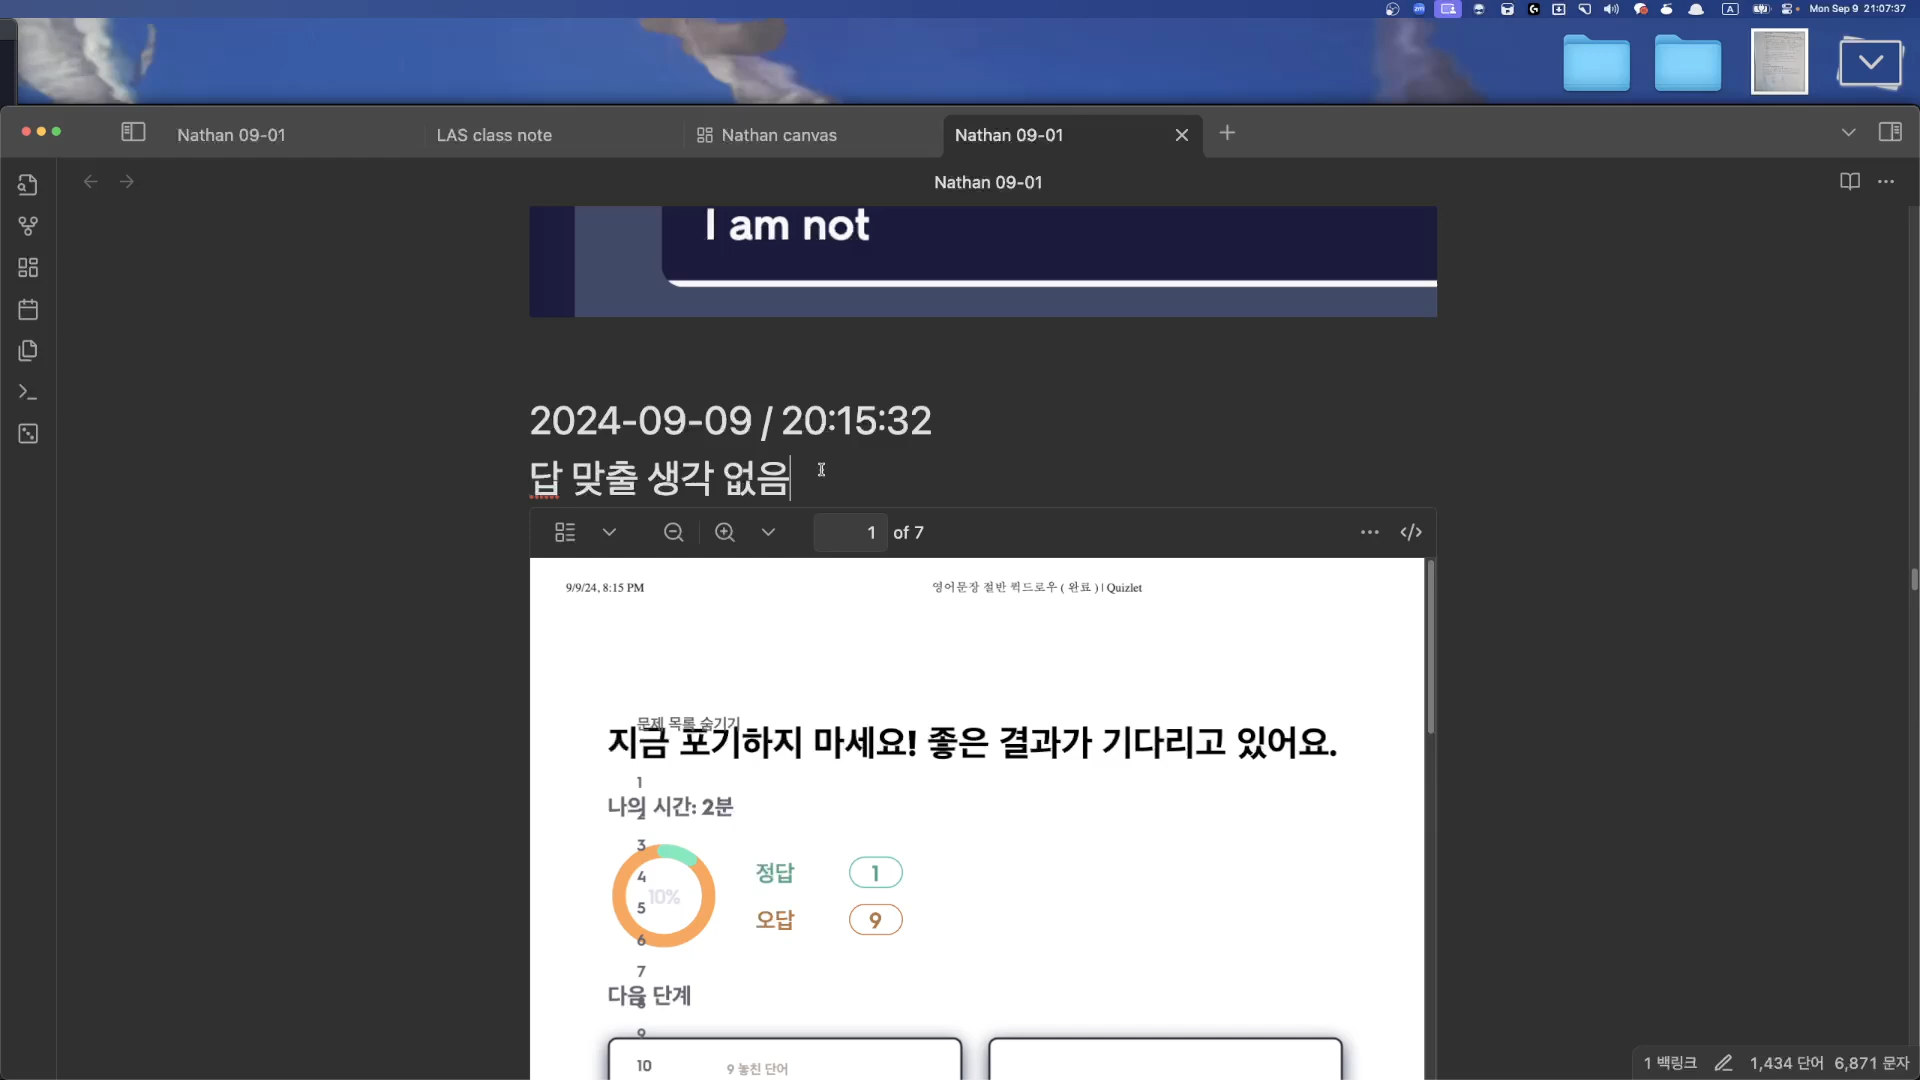 Mon Sep 9 21:07:37
Nathan 09-01
LAS class note
Nathan canvas
Nathan 09-01
Nathan 09-01
I am not
2024-09-09 / 20:15:32
답 맞출 생각 없음
1 of 7
9/9/24, 8:15 PM
영어문장 절반 퀵드로우 ( 완료 ) | Quizlet
문제 목록 숨기기
지금 포기하지 마세요! 좋은 결과가 기다리고 있어요.
1
나의 시간: 2분
2
3
4
5
6
7
8
9
10
10%
정답 1
오답 9
다음 단계
9 놓친 단어
1 백링크
1,434 단어 6,871 문자